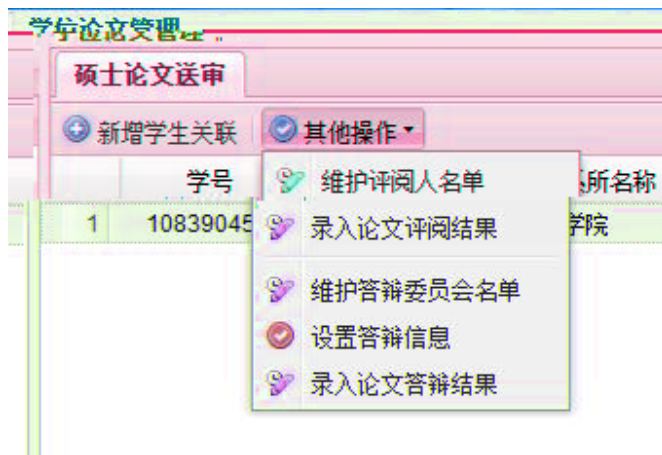 学位论文管理
硕士论文送审
新增学生关联 其他操作
学号 所名称
维护评阅人名单
1 10839045 学院
录入论文评阅结果
维护答辩委员会名单
设置答辩信息
录入论文答辩结果